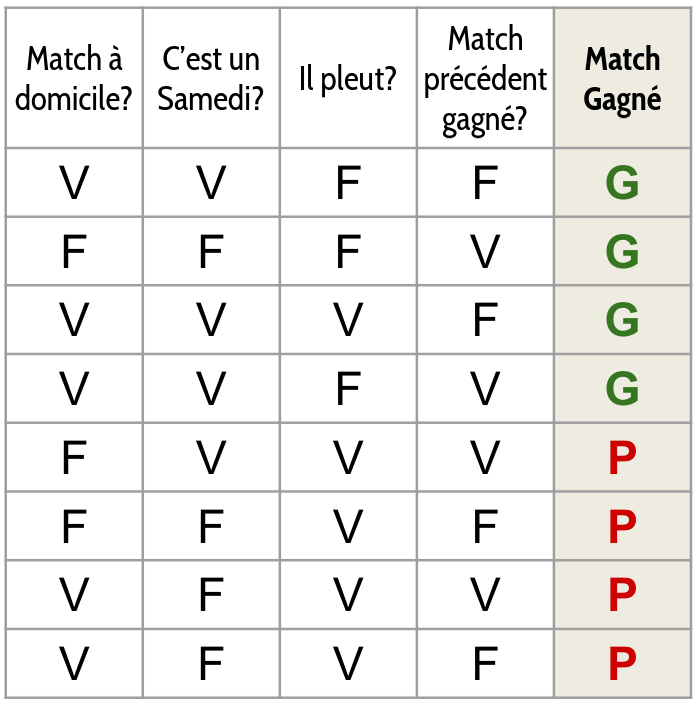 Match à domicile? C'est un Samedi? Il pleut? Match précédent gagné? Match Gagné
V V F F G
F F F V G
V V V F G
V V F V G
F V V V P
F F V F P
V F V V P
V F V F P